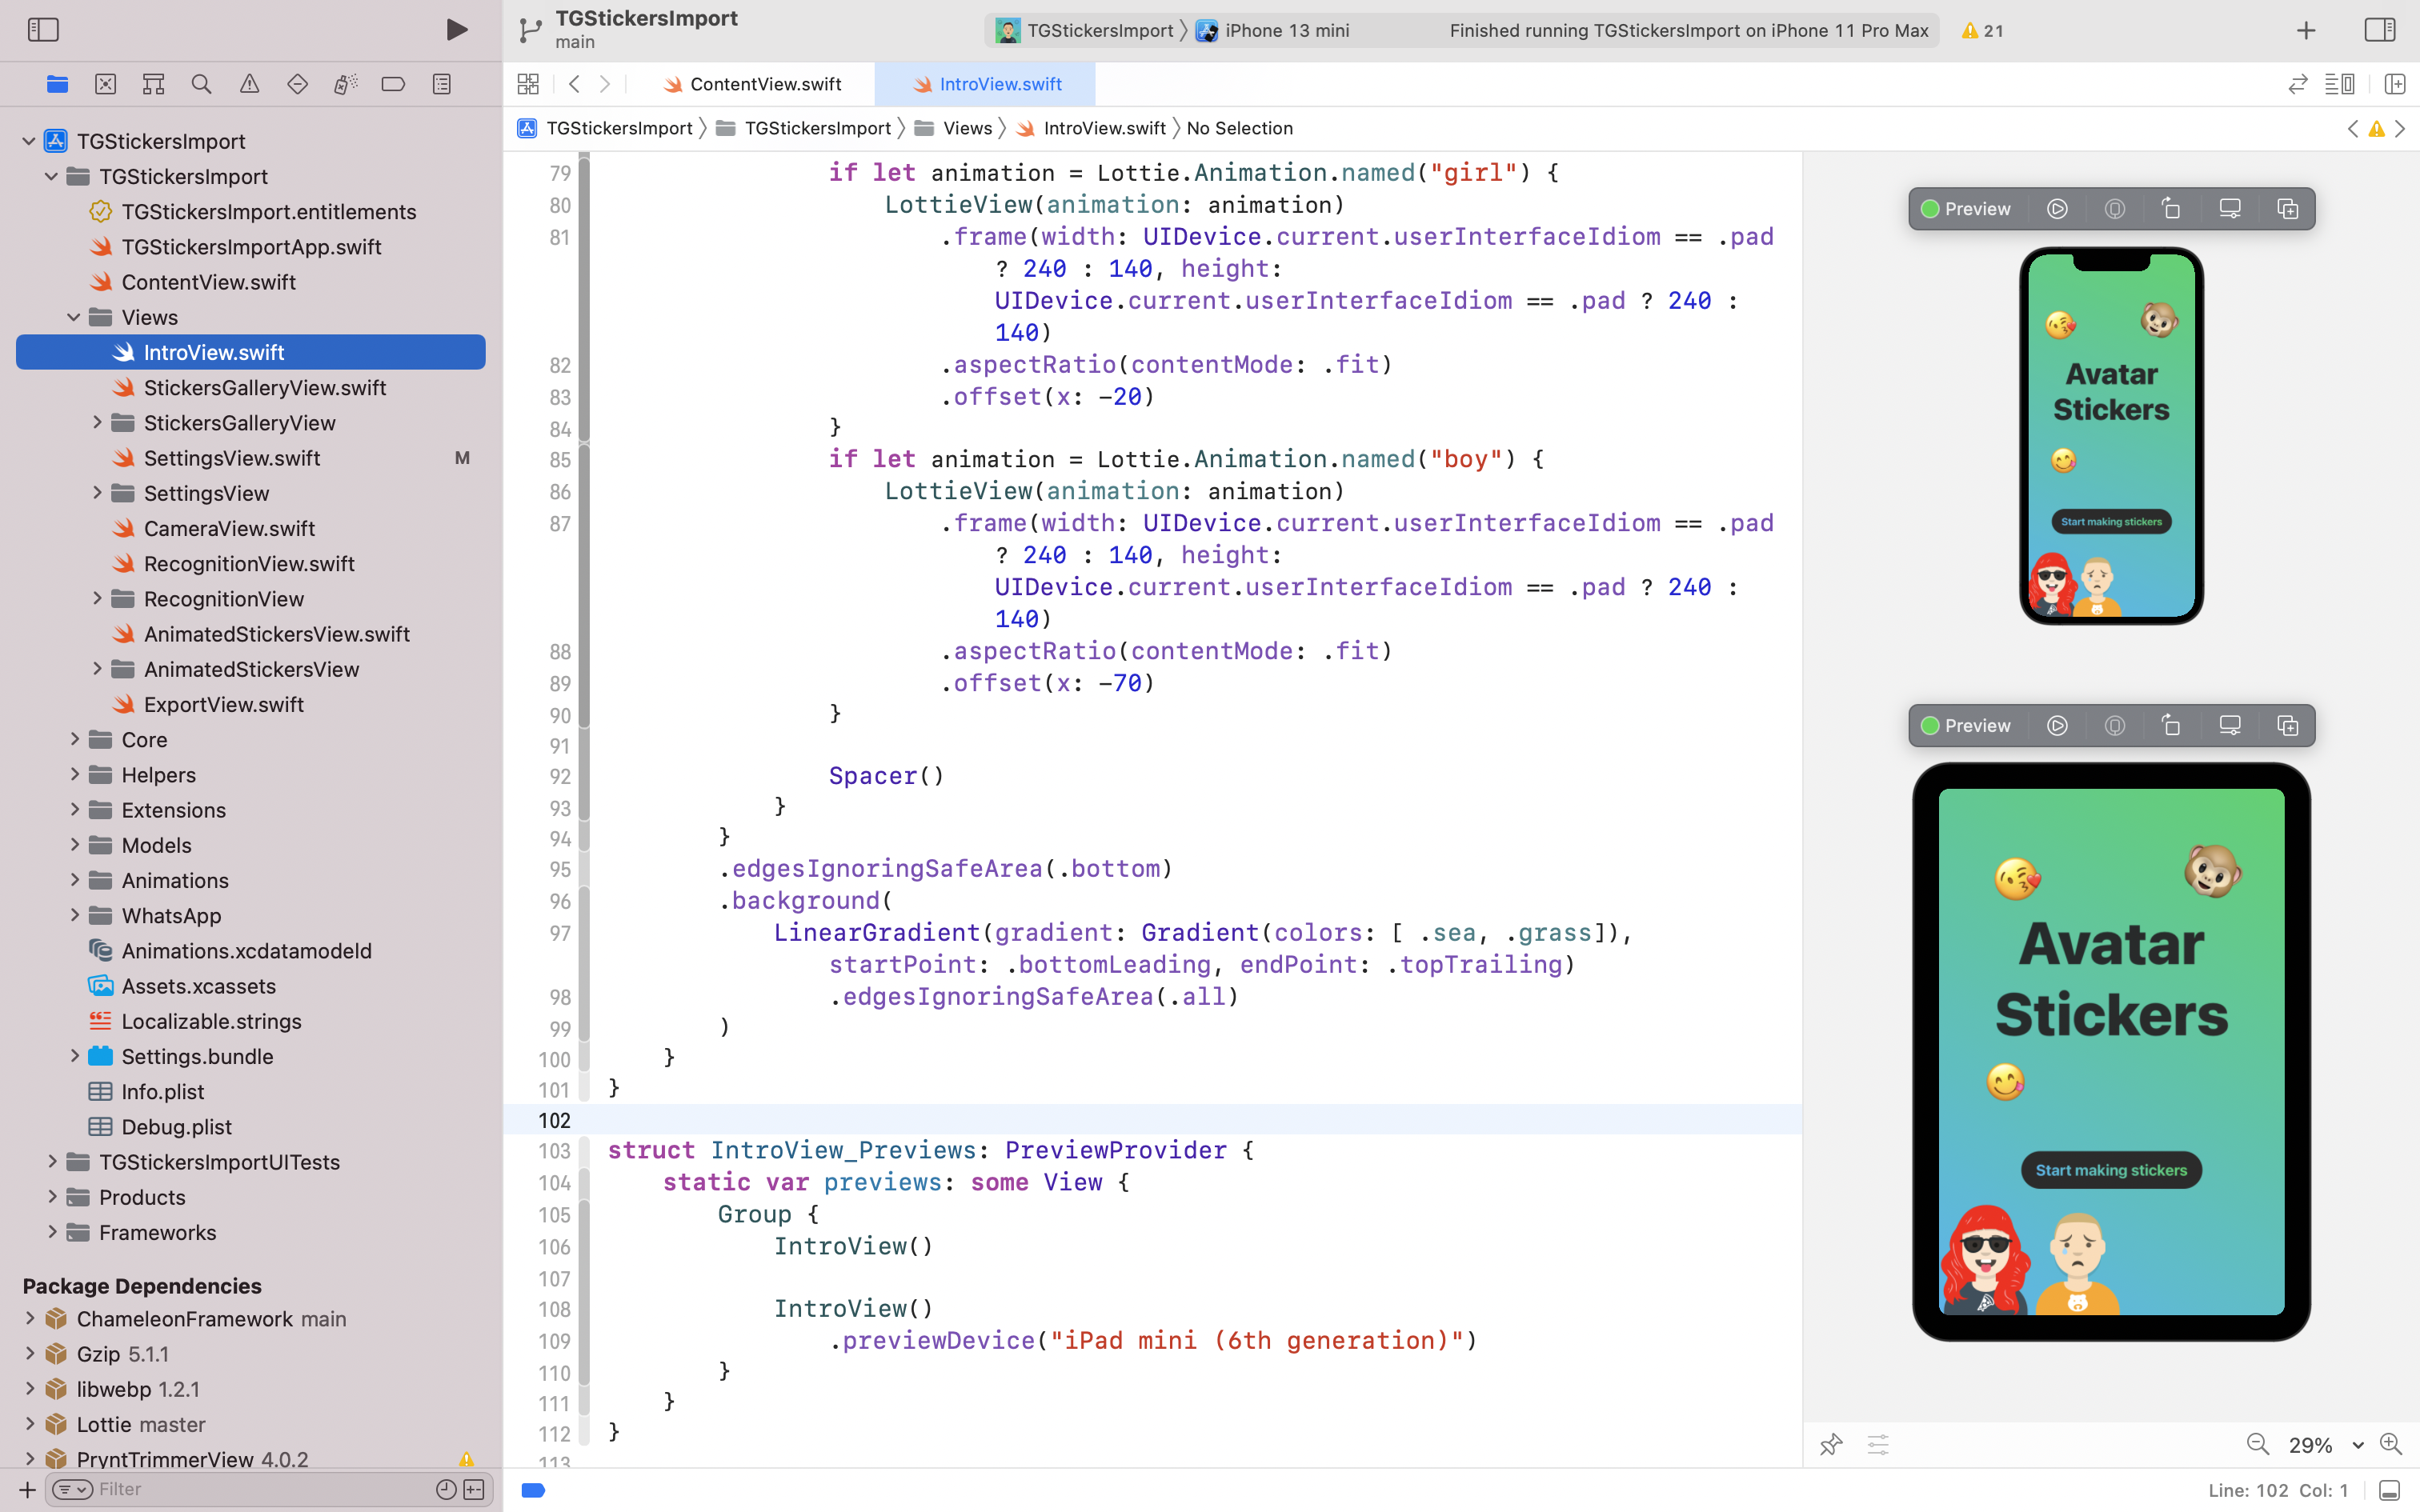 TGStickersImport
main
TGStickersImport
iPhone 13 mini
Finished running TGStickersImport on iPhone 11 Pro Max
21
ContentView.swift
IntroView.swift
TGStickersImport
TGStickersImport
Views
IntroView.swift
No Selection
TGStickersImport
TGStickersImport
TGStickersImport.entitlements
TGStickersImportApp.swift
ContentView.swift
Views
IntroView.swift
StickersGalleryView.swift
StickersGalleryView
SettingsView.swift M
SettingsView
CameraView.swift
RecognitionView.swift
RecognitionView
AnimatedStickersView.swift
AnimatedStickersView
ExportView.swift
Core
Helpers
Extensions
Models
Animations
WhatsApp
Animations.xcdatamodeld
Assets.xcassets
Localizable.strings
Settings.bundle
Info.plist
Debug.plist
TGStickersImportUITests
Products
Frameworks
Package Dependencies
ChameleonFramework main
Gzip 5.1.1
libwebp 1.2.1
Lottie master
PryntTrimmerView 4.0.2
Filter
79 if let animation = Lottie.Animation.named("girl") {
80 LottieView(animation: animation)
81 .frame(width: UIDevice.current.userInterfaceIdiom == .pad
? 240 : 140, height:
UIDevice.current.userInterfaceIdiom == .pad ? 240 :
140)
82 .aspectRatio(contentMode: .fit)
83 .offset(x: -20)
84 }
85 if let animation = Lottie.Animation.named("boy") {
86 LottieView(animation: animation)
87 .frame(width: UIDevice.current.userInterfaceIdiom == .pad
? 240 : 140, height:
UIDevice.current.userInterfaceIdiom == .pad ? 240 :
140)
88 .aspectRatio(contentMode: .fit)
89 .offset(x: -70)
90 }
91
92 Spacer()
93 }
94 }
95 .edgesIgnoringSafeArea(.bottom)
96 .background(
97 LinearGradient(gradient: Gradient(colors: [ .sea, .grass]),
startPoint: .bottomLeading, endPoint: .topTrailing)
98 .edgesIgnoringSafeArea(.all)
99 )
100 }
101 }
102
103 struct IntroView_Previews: PreviewProvider {
104 static var previews: some View {
105 Group {
106 IntroView()
107
108 IntroView()
109 .previewDevice("iPad mini (6th generation)")
110 }
111 }
112 }
113
Preview
Avatar
Stickers
Start making stickers
Preview
Avatar
Stickers
Start making stickers
29%
Line: 102 Col: 1